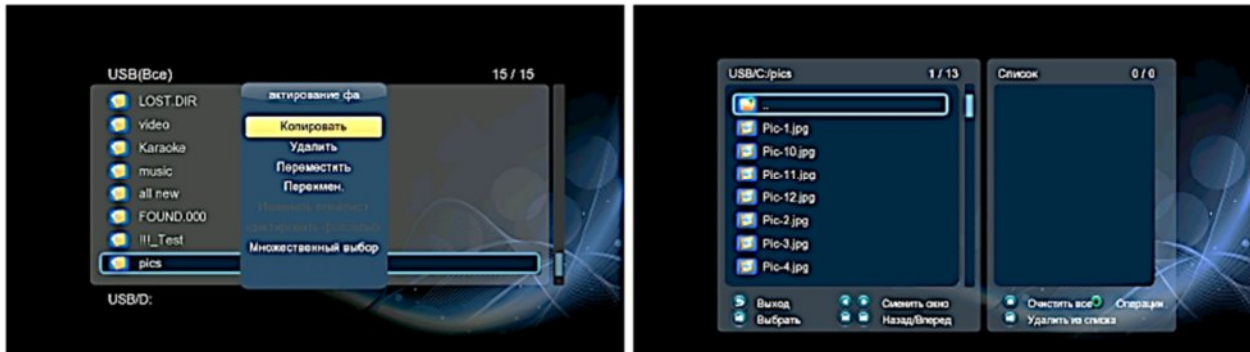 USB(Все) 15 / 15
актирование фа
LOST.DIR
video
Karaoke
music
all new
FOUND.000
!!!_Test
pics
Копировать
Удалить
Переместить
Переимен.
Множественный выбор
USB/D:
USB/C:/pics 1 / 13
..
Pic-1.jpg
Pic-10.jpg
Pic-11.jpg
Pic-12.jpg
Pic-2.jpg
Pic-3.jpg
Pic-4.jpg
Выход Сменить окно
Выбрать Назад/Вперед
Список 0 / 0
Очистить все Операции
Удалить из списка